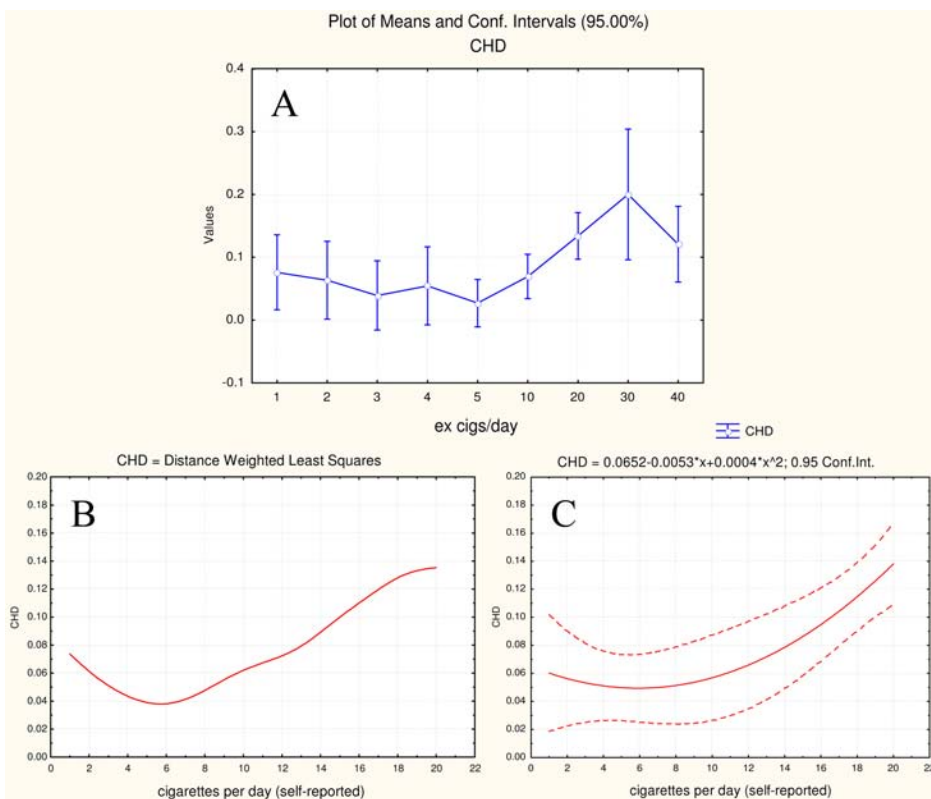 Plot of Means and Conf. Intervals (95.00%)
CHD
A
0.4
0.3
0.2
0.1
0.0
-0.1
Values
1 2 3 4 5 10 20 30 40
ex cigs/day
CHD
CHD = Distance Weighted Least Squares
B
0.20
0.18
0.16
0.14
0.12
0.10
0.08
0.06
0.04
0.02
0.00
CHD
0 2 4 6 8 10 12 14 16 18 20 22
cigarettes per day (self-reported)
CHD = 0.0652-0.0053*x+0.0004*x^2; 0.95 Conf.Int.
C
0.20
0.18
0.16
0.14
0.12
0.10
0.08
0.06
0.04
0.02
0.00
CHD
0 2 4 6 8 10 12 14 16 18 20 22
cigarettes per day (self-reported)